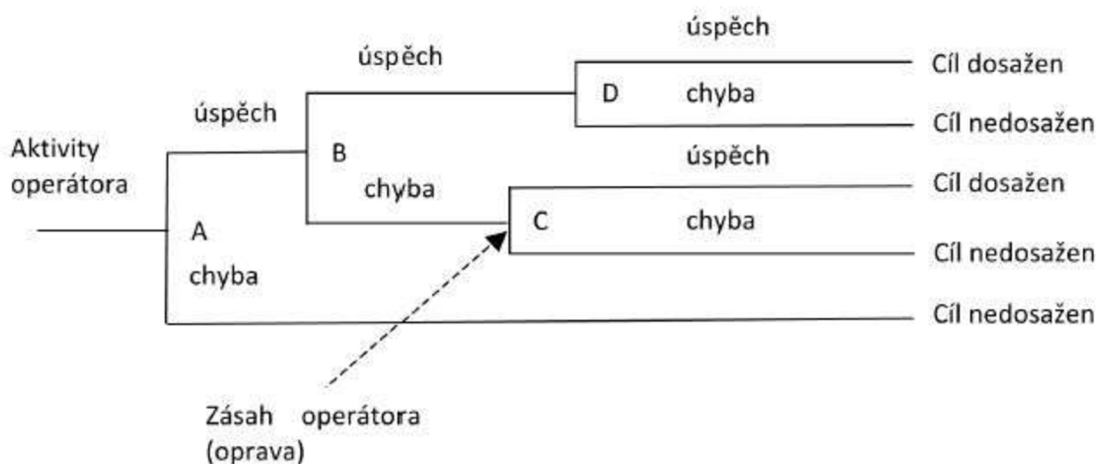 úspěch
Cíl dosažen
úspěch
D chyba
úspěch
Cíl nedosažen
Aktivity
operátora
B
úspěch
Cíl dosažen
chyba
A
C chyba
chyba
Cíl nedosažen
Cíl nedosažen
Zásah operátora
(oprava)